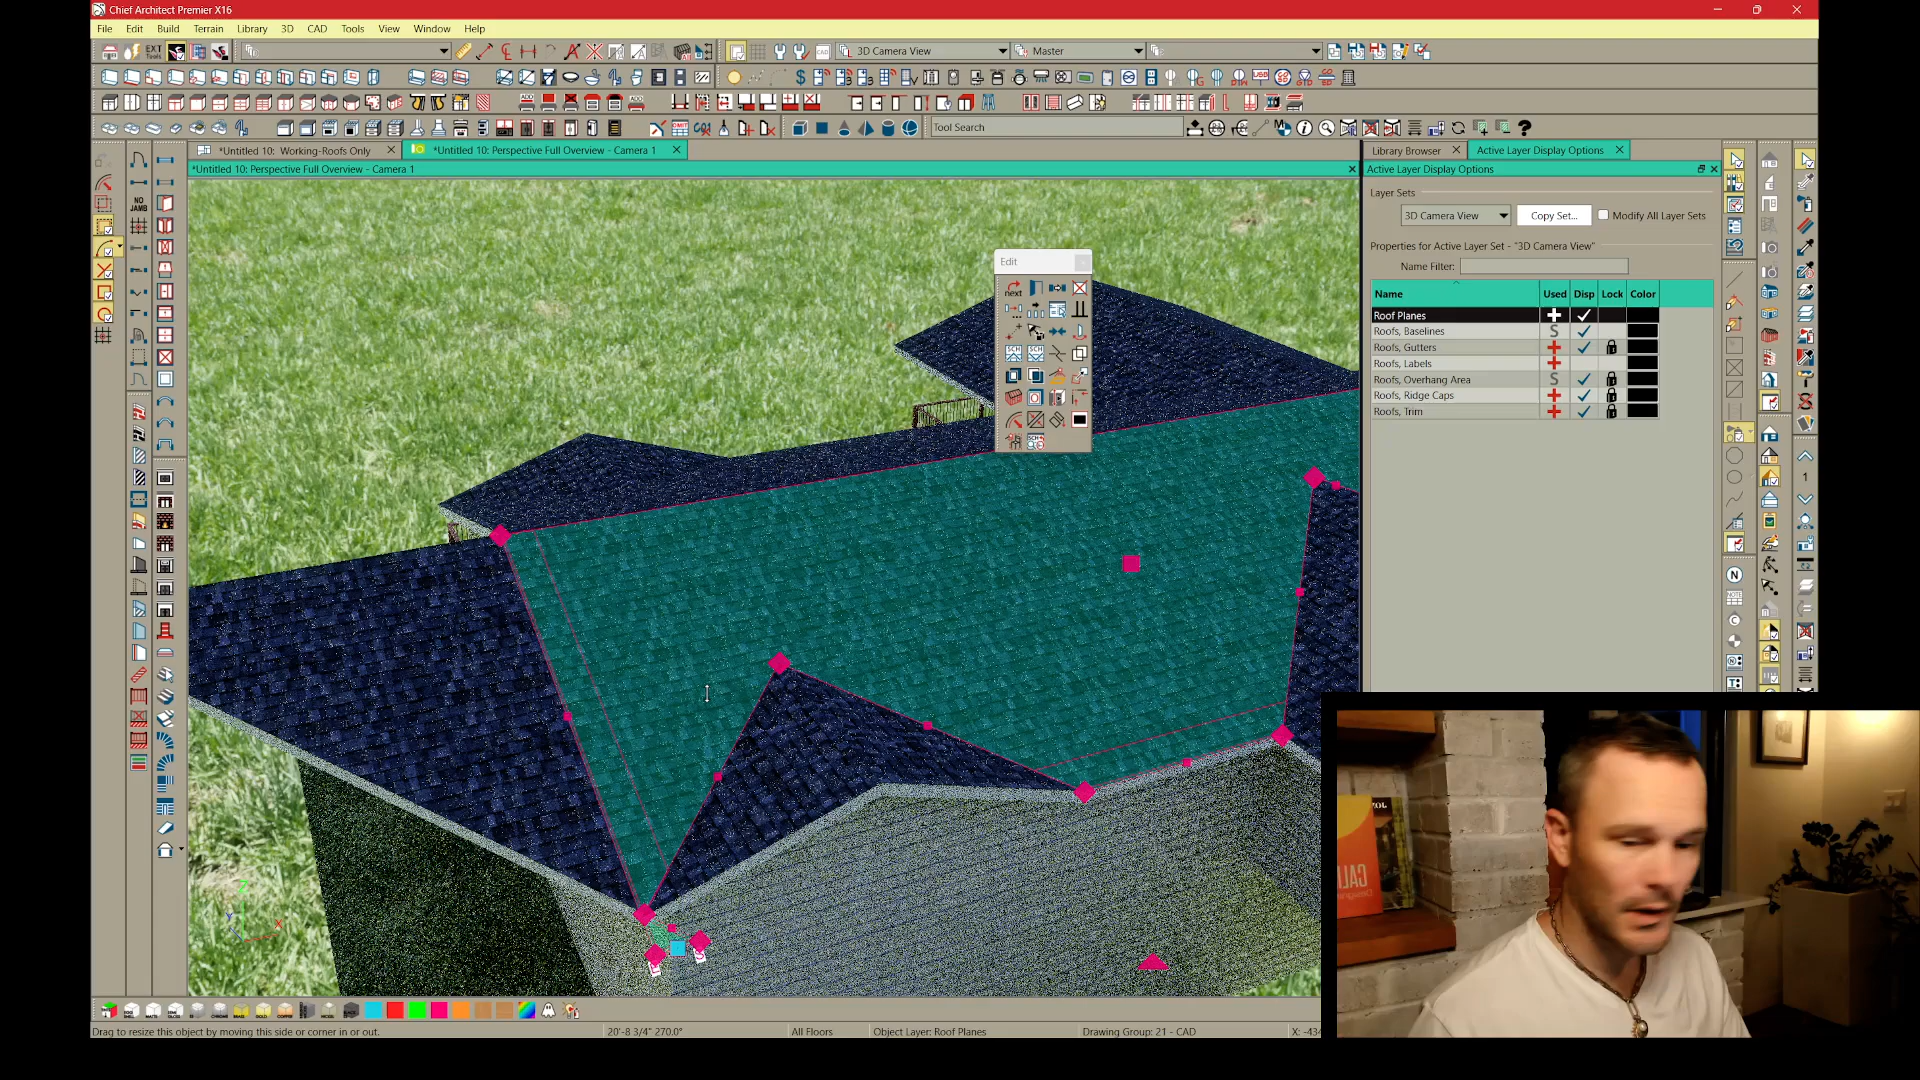 Chief Architect Premier X16
File Edit Build Terrain Library 3D CAD Tools Views Window Help
EXT
3D Camera View
Master
Tool Search
*Untitled 10: Working-Roofs Only
*Untitled 10: Perspective Full Overview - Camera 1
Library Browser
Active Layer Display Options
*Untitled 10: Perspective Full Overview - Camera 1
Active Layer Display Options
Layer Sets
3D Camera View
Copy Set...
Modify All Layer Sets
NO JAMB
Properties for Active Layer Set - "3D Camera View"
Name Filter:
Edit
next
Name Used Disp Lock Color
Roof Planes
Roofs, Baselines S
Roofs, Gutters
Roofs, Labels
Roofs, Overhang Area S
Roofs, Ridge Caps
Roofs, Trim
Z
Y
X
Drag to resize this object by moving this side or corner in or out.
20'-8 3/4" 270.0°
All Floors
Object Layer: Roof Planes
Drawing Group: 21 - CAD
X: -434